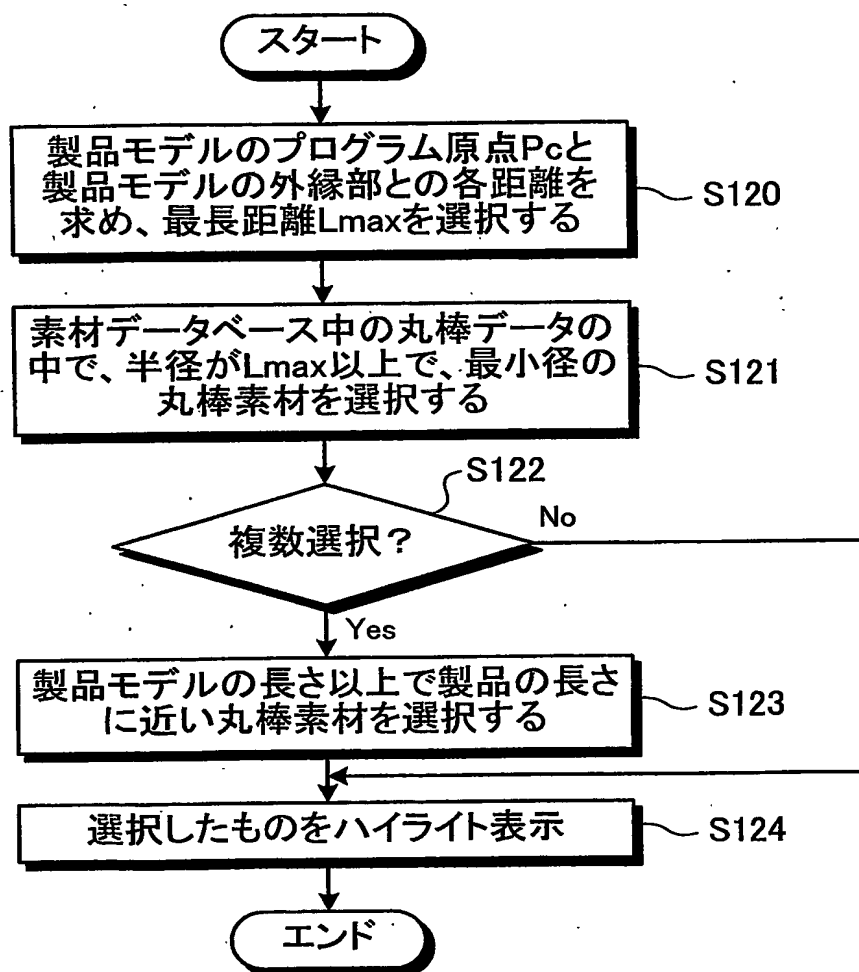 スタート
製品モデルのプログラム原点Pcと
製品モデルの外縁部との各距離を
求め、最長距離Lmaxを選択する
S120
素材データベース中の丸棒データの
中で、半径がLmax以上で、最小径の
丸棒素材を選択する
S121
S122
複数選択？
No
Yes
製品モデルの長さ以上で製品の長さ
に近い丸棒素材を選択する
S123
選択したものをハイライト表示
S124
エンド